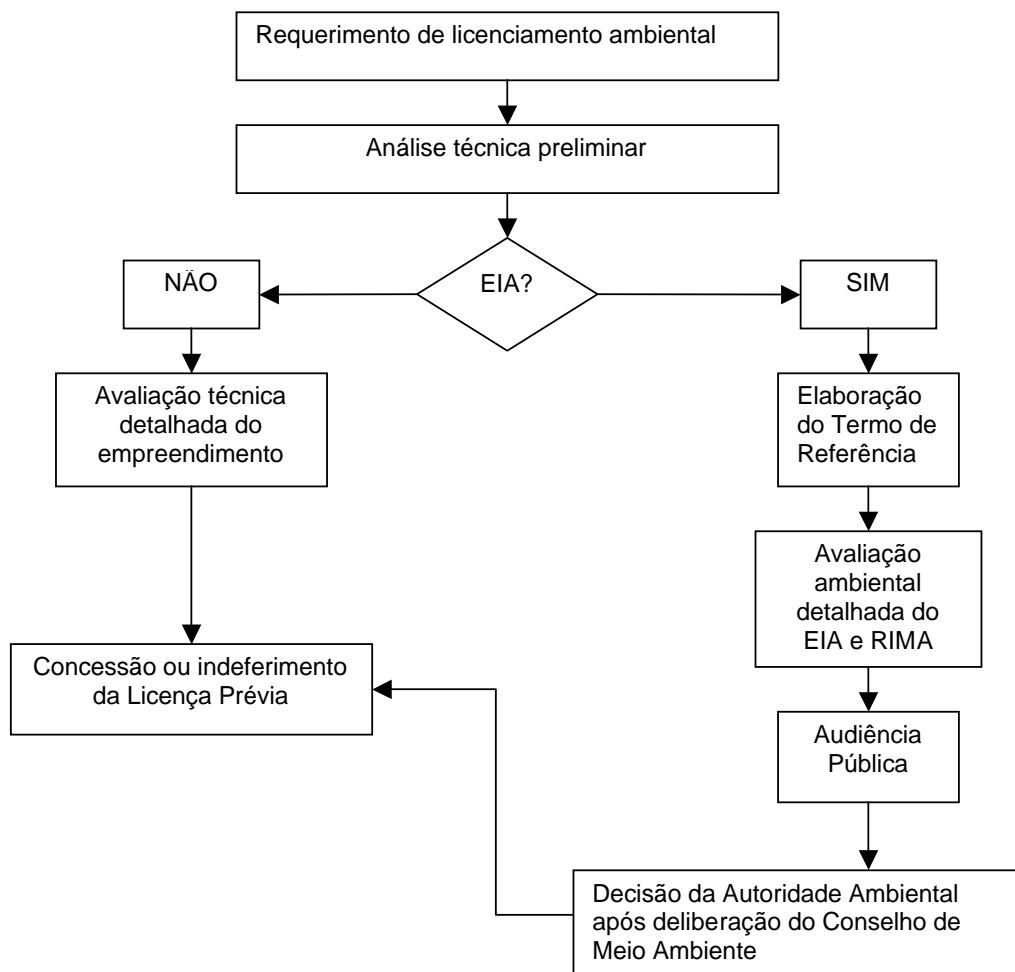 Requerimento de licenciamento ambiental
Análise técnica preliminar
EIA?
NÃO
SIM
Avaliação técnica
detalhada do
empreendimento
Elaboração
do Termo de
Referência
Avaliação
ambiental
detalhada do
EIA e RIMA
Concessão ou indeferimento
da Licença Prévia
Audiência
Pública
Decisão da Autoridade Ambiental
após deliberação do Conselho de
Meio Ambiente